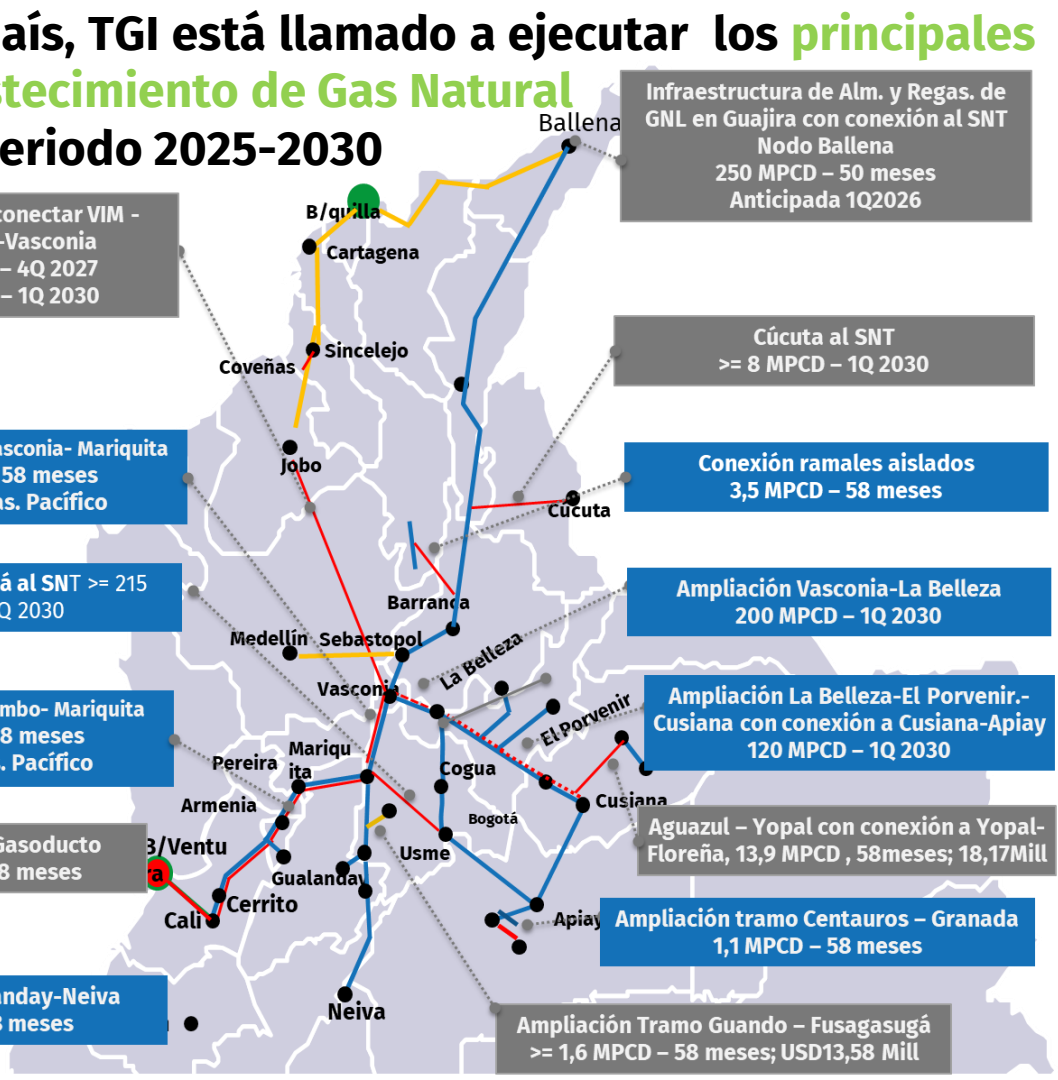 aís, TGI está llamado a ejecutar los principales
stecimiento de Gas Natural
eriodo 2025-2030
Infraestructura de Alm. y Regas. de
GNL en Guajira con conexión al SNT
Nodo Ballena
250 MPCD – 50 meses
Anticipada 1Q2026
Ballena
conectar VIM -
-Vasconia
– 4Q 2027
– 1Q 2030
B/quilla
Cartagena
Sincelejo
Coveñas
Cúcuta al SNT
>= 8 MPCD – 1Q 2030
Jobo
asconia- Mariquita
58 meses
as. Pacífico
Conexión ramales aislados
3,5 MPCD – 58 meses
Cúcuta
á al SNT >= 215
Q 2030
Barranca
Ampliación Vasconia-La Belleza
200 MPCD – 1Q 2030
Medellín
Sebastopol
La Belleza
Vasconia
mbo- Mariquita
8 meses
s. Pacífico
El Porvenir
Ampliación La Belleza-El Porvenir.-
Cusiana con conexión a Cusiana-Apiay
120 MPCD – 1Q 2030
Pereira
Mariqu
ita
Cogua
Armenia
Cusiana
Bogotá
Gasoducto
8 meses
B/Ventu
ra
Usme
Aguazul – Yopal con conexión a Yopal-
Floreña, 13,9 MPCD , 58meses; 18,17Mill
Gualanday
Cerrito
Cali
Apiay
Ampliación tramo Centauros – Granada
1,1 MPCD – 58 meses
anday-Neiva
8 meses
Neiva
Ampliación Tramo Guando – Fusagasugá
>= 1,6 MPCD – 58 meses; USD13,58 Mill